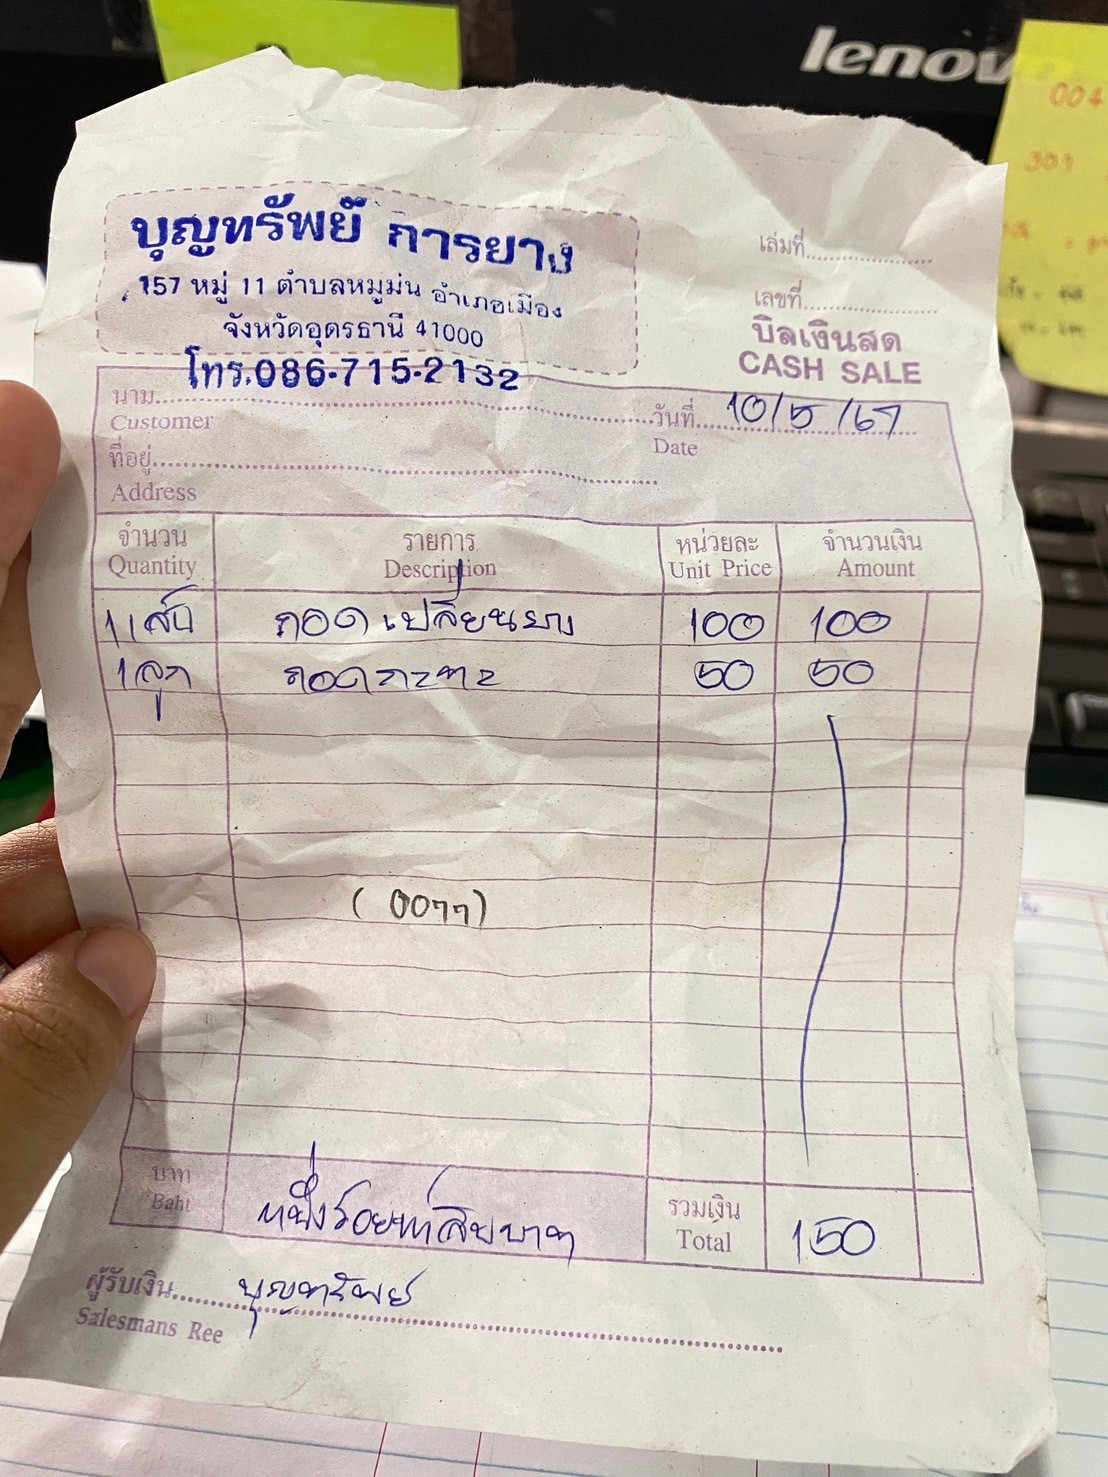 lenovo
004
309
บุญทรัพย์ การยาง
157 หมู่ 11 ตำบลหมูม่น อำเภอเมือง
จังหวัดอุดรธานี 41000
โทร.086-715-2132
เล่มที่
เลขที่
บิลเงินสด
CASH SALE
นาม
Customer
วันที่ 10/5/67
Date
ที่อยู่
Address
จำนวน รายการ หน่วยละ จำนวนเงิน
Quantity Description Unit Price Amount
1 เส้น ถอดเปลี่ยนยาง 100 100
1 ลูก ถอดกะทะ 50 50
(0077)
บาท หนึ่งร้อยห้าสิบบาท รวมเงิน 150
Baht Total
ผู้รับเงิน บุญทรัพย์
Salesmans Ree